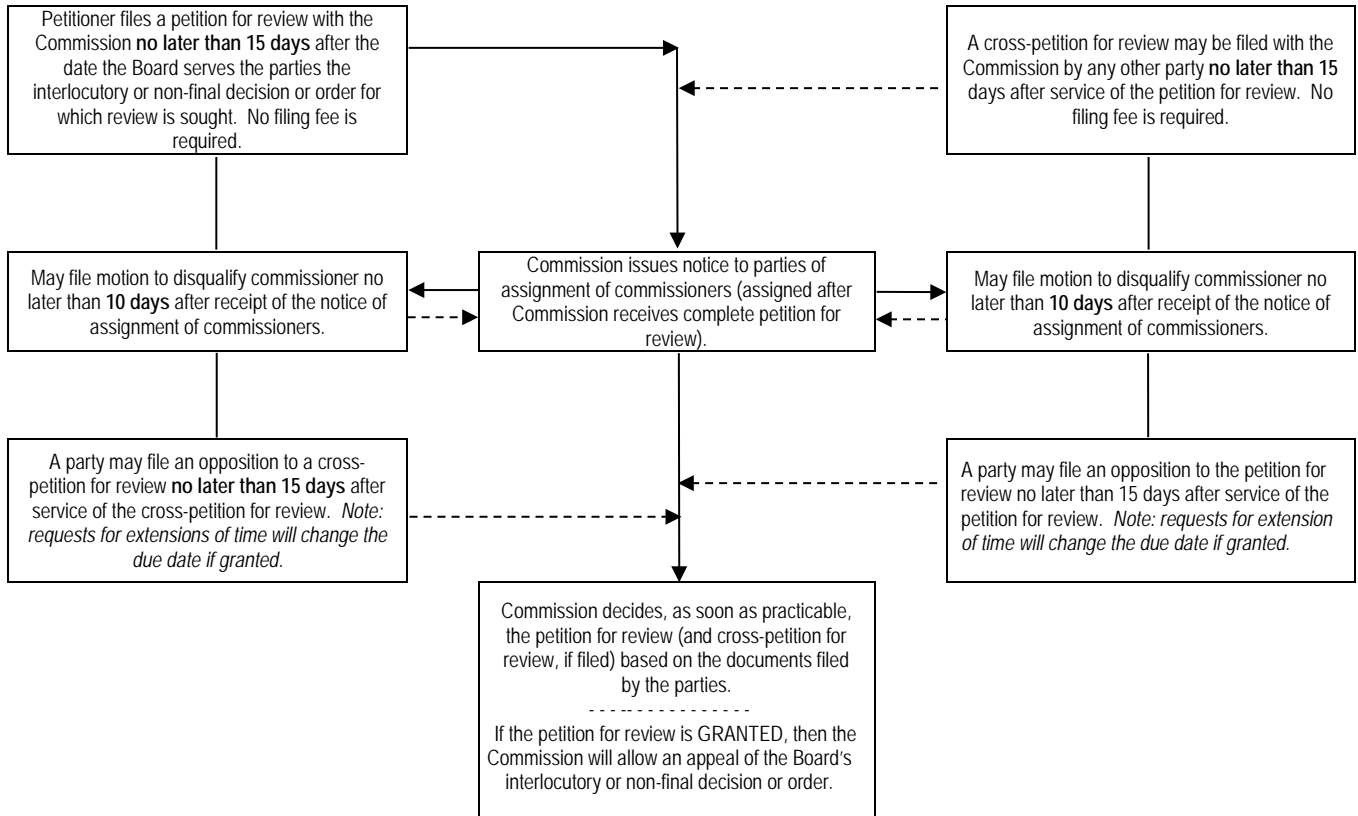 Petitioner files a petition for review with the
Commission no later than 15 days after the
date the Board serves the parties the
interlocutory or non-final decision or order for
which review is sought. No filing fee is
required.
A cross-petition for review may be filed with the
Commission by any other party no later than 15
days after service of the petition for review. No
filing fee is required.
May file motion to disqualify commissioner no
later than 10 days after receipt of the notice of
assignment of commissioners.
Commission issues notice to parties of
assignment of commissioners (assigned after
Commission receives complete petition for
review).
May file motion to disqualify commissioner no
later than 10 days after receipt of the notice of
assignment of commissioners.
A party may file an opposition to a cross-
petition for review no later than 15 days after
service of the cross-petition for review. Note:
requests for extensions of time will change the
due date if granted.
A party may file an opposition to the petition for
review no later than 15 days after service of the
petition for review. Note: requests for extension
of time will change the due date if granted.
Commission decides, as soon as practicable,
the petition for review (and cross-petition for
review, if filed) based on the documents filed
by the parties.
- - - -- - - - - - - - - - - -
If the petition for review is GRANTED, then the
Commission will allow an appeal of the Board's
interlocutory or non-final decision or order.